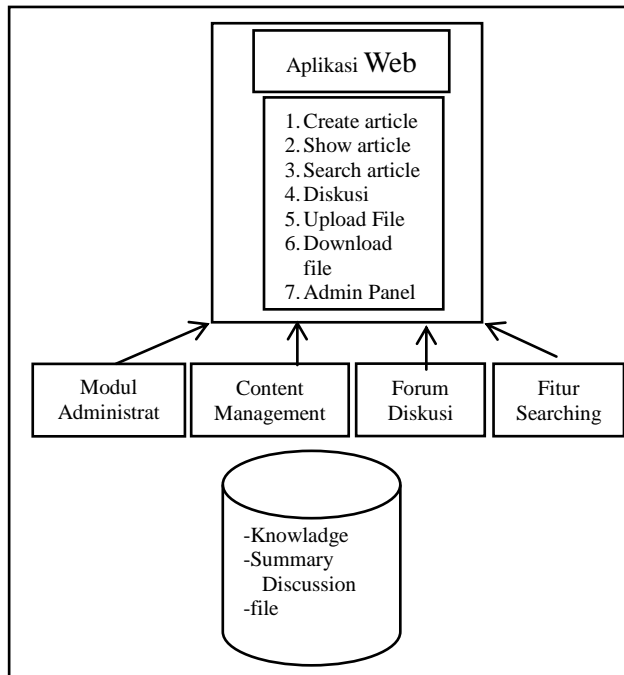 Aplikasi Web
1. Create article
2. Show article
3. Search article
4. Diskusi
5. Upload File
6. Download
file
7. Admin Panel
Modul
Administrat
Content
Management
Forum
Diskusi
Fitur
Searching
-Knowladge
-Summary
Discussion
-file